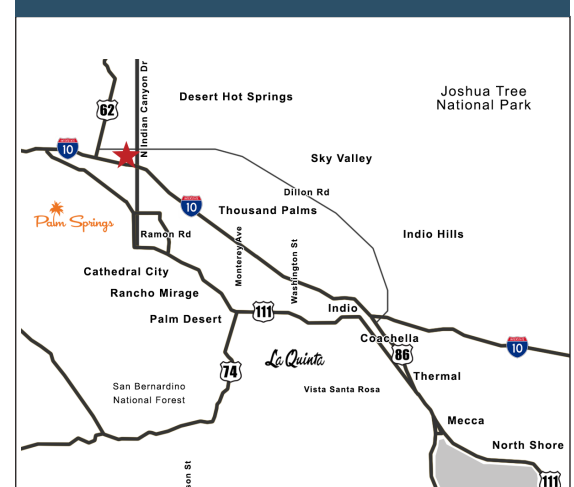 N Indian Canyon Dr
Desert Hot Springs
Joshua Tree
National Park
62
10
Sky Valley
Dillon Rd
10
Thousand Palms
Palm Springs
Ramon Rd
Monterey Ave
Washington St
Indio Hills
Cathedral City
Rancho Mirage
Palm Desert
111
Indio
Coachella
10
La Quinta
86
74
Thermal
San Bernardino
National Forest
Vista Santa Rosa
Mecca
North Shore
son St
111